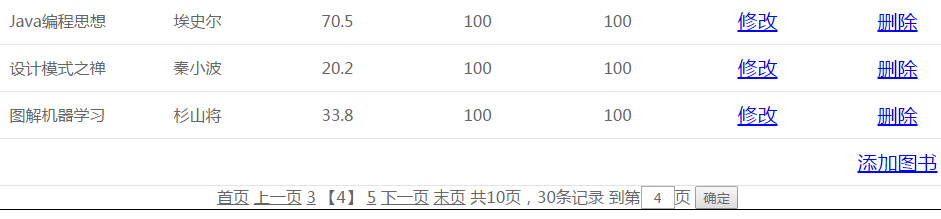 Java编程思想 埃史尔 70.5 100 100 修改 删除
设计模式之禅 秦小波 20.2 100 100 修改 删除
图解机器学习 杉山将 33.8 100 100 修改 删除
添加图书
首页 上一页 3 【4】 5 下一页 末页 共10页，30条记录 到第 4 页 确定